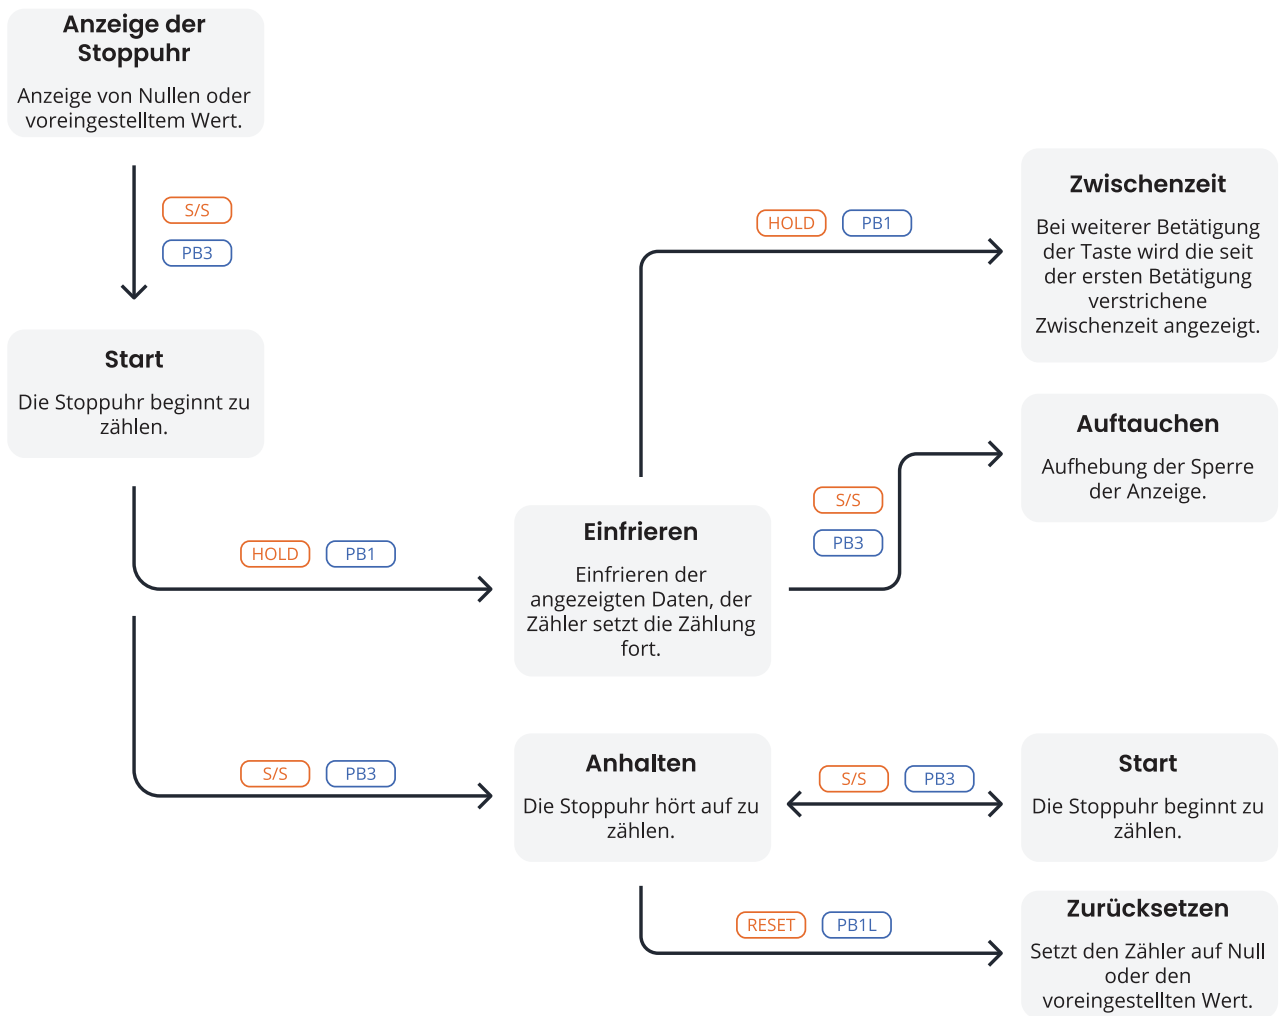 Anzeige der
Stoppuhr
Anzeige von Nullen oder
voreingestelltem Wert.
S/S
PB3
Start
Die Stoppuhr beginnt zu
zählen.
HOLD PB1
Zwischenzeit
Bei weiterer Betätigung
der Taste wird die seit
der ersten Betätigung
verstrichene
Zwischenzeit angezeigt.
Auftauchen
Aufhebung der Sperre
der Anzeige.
S/S
PB3
HOLD PB1
Einfrieren
Einfrieren der
angezeigten Daten, der
Zähler setzt die Zählung
fort.
S/S PB3
Anhalten
Die Stoppuhr hört auf zu
zählen.
S/S PB3
Start
Die Stoppuhr beginnt zu
zählen.
RESET PB1L
Zurücksetzen
Setzt den Zähler auf Null
oder den
voreingestellten Wert.